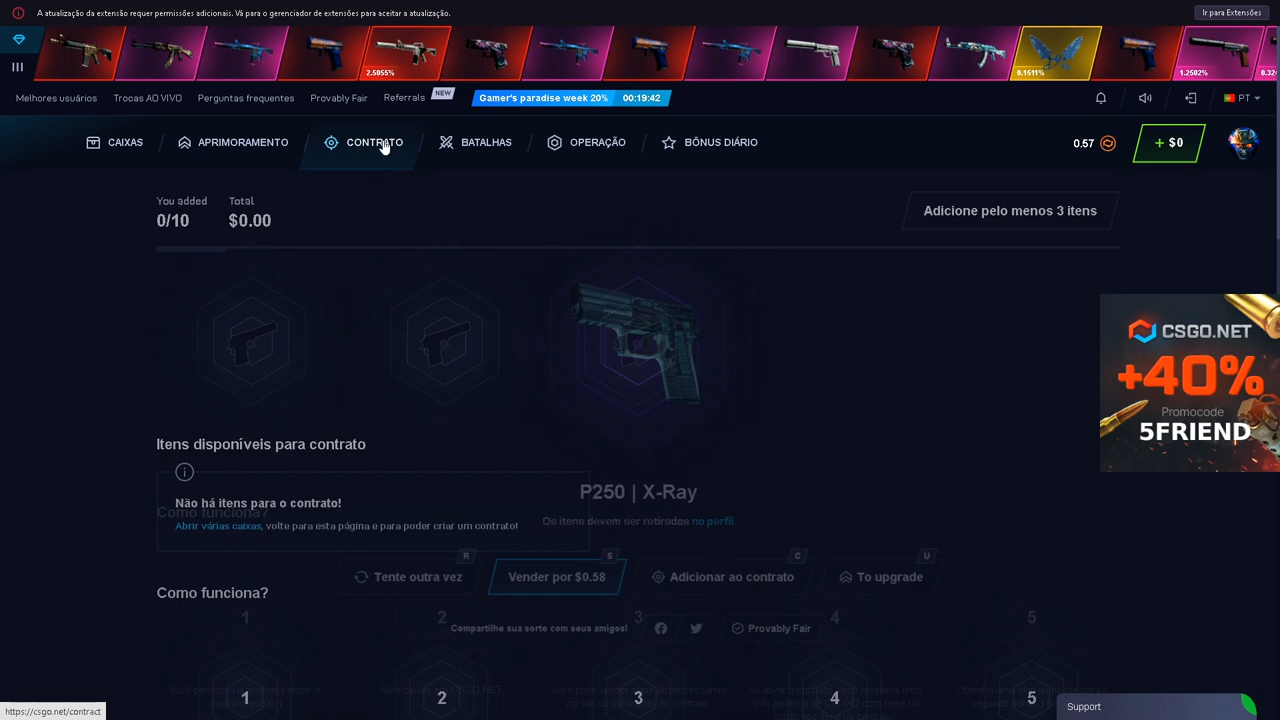 A atualização da extensão requer permissões adicionais. Vá para o gerenciador de extensões para aceitar a atualização.
Ir para Extensões
2.5055%
0.1511%
1.2502%
Melhores usuários
Trocas AO VIVO
Perguntas frequentes
Provably Fair
Referrals
NEW
Gamer's paradise week 20%
00:19:42
PT
CAIXAS
APRIMORAMENTO
CONTRATO
BATALHAS
OPERAÇÃO
BÔNUS DIÁRIO
0.57
+ $0
You added
Total
0/10
$0.00
Adicione pelo menos 3 itens
CSGO.NET
+40%
Promocode
5FRIEND
Itens disponíveis para contrato
Não há itens para o contrato!
Abrir várias caixas, volte para esta página e para poder criar um contrato!
Como funciona?
P250 | X-Ray
Os itens devem ser retirados no perfil
R
S
C
U
Tente outra vez
Vender por $0.58
Adicionar ao contrato
To upgrade
Como funciona?
1
2
3
4
5
Compartilhe sua sorte com seus amigos!
Provably Fair
1
2
3
4
5
https://csgo.net/contract
Support